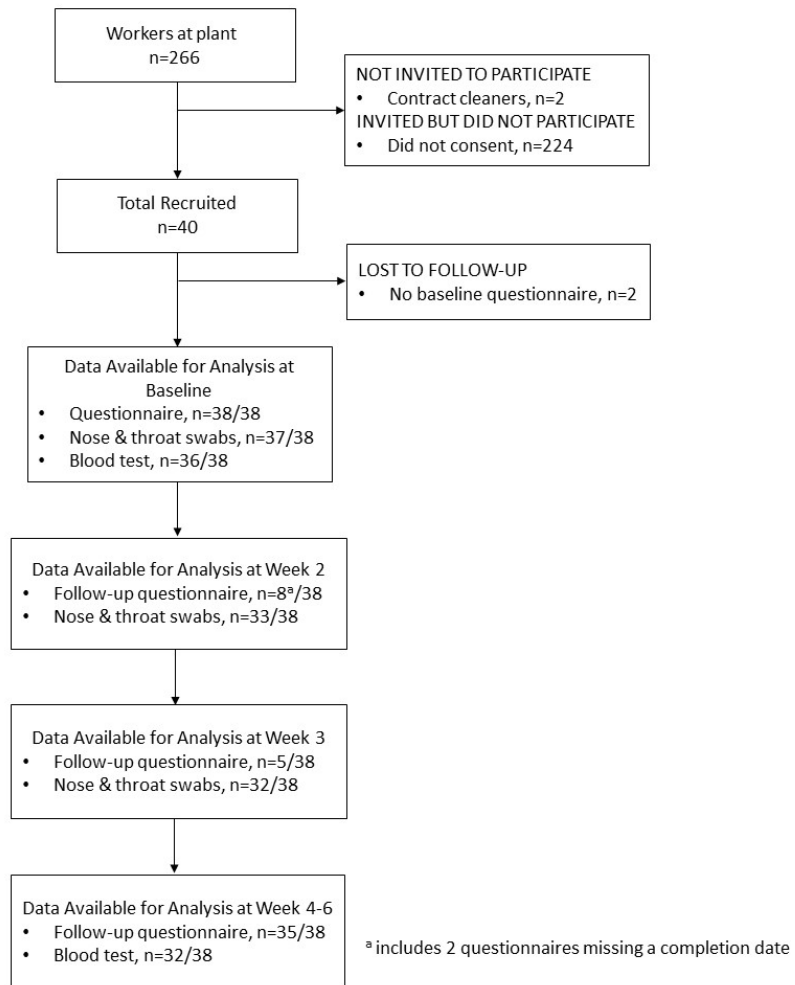 Workers at plant
n=266
NOT INVITED TO PARTICIPATE
• Contract cleaners, n=2
INVITED BUT DID NOT PARTICIPATE
• Did not consent, n=224
Total Recruited
n=40
LOST TO FOLLOW-UP
• No baseline questionnaire, n=2
Data Available for Analysis at
Baseline
• Questionnaire, n=38/38
• Nose & throat swabs, n=37/38
• Blood test, n=36/38
Data Available for Analysis at Week 2
• Follow-up questionnaire, n=8ᵃ/38
• Nose & throat swabs, n=33/38
Data Available for Analysis at Week 3
• Follow-up questionnaire, n=5/38
• Nose & throat swabs, n=32/38
Data Available for Analysis at Week 4-6
• Follow-up questionnaire, n=35/38
• Blood test, n=32/38
ᵃ includes 2 questionnaires missing a completion date